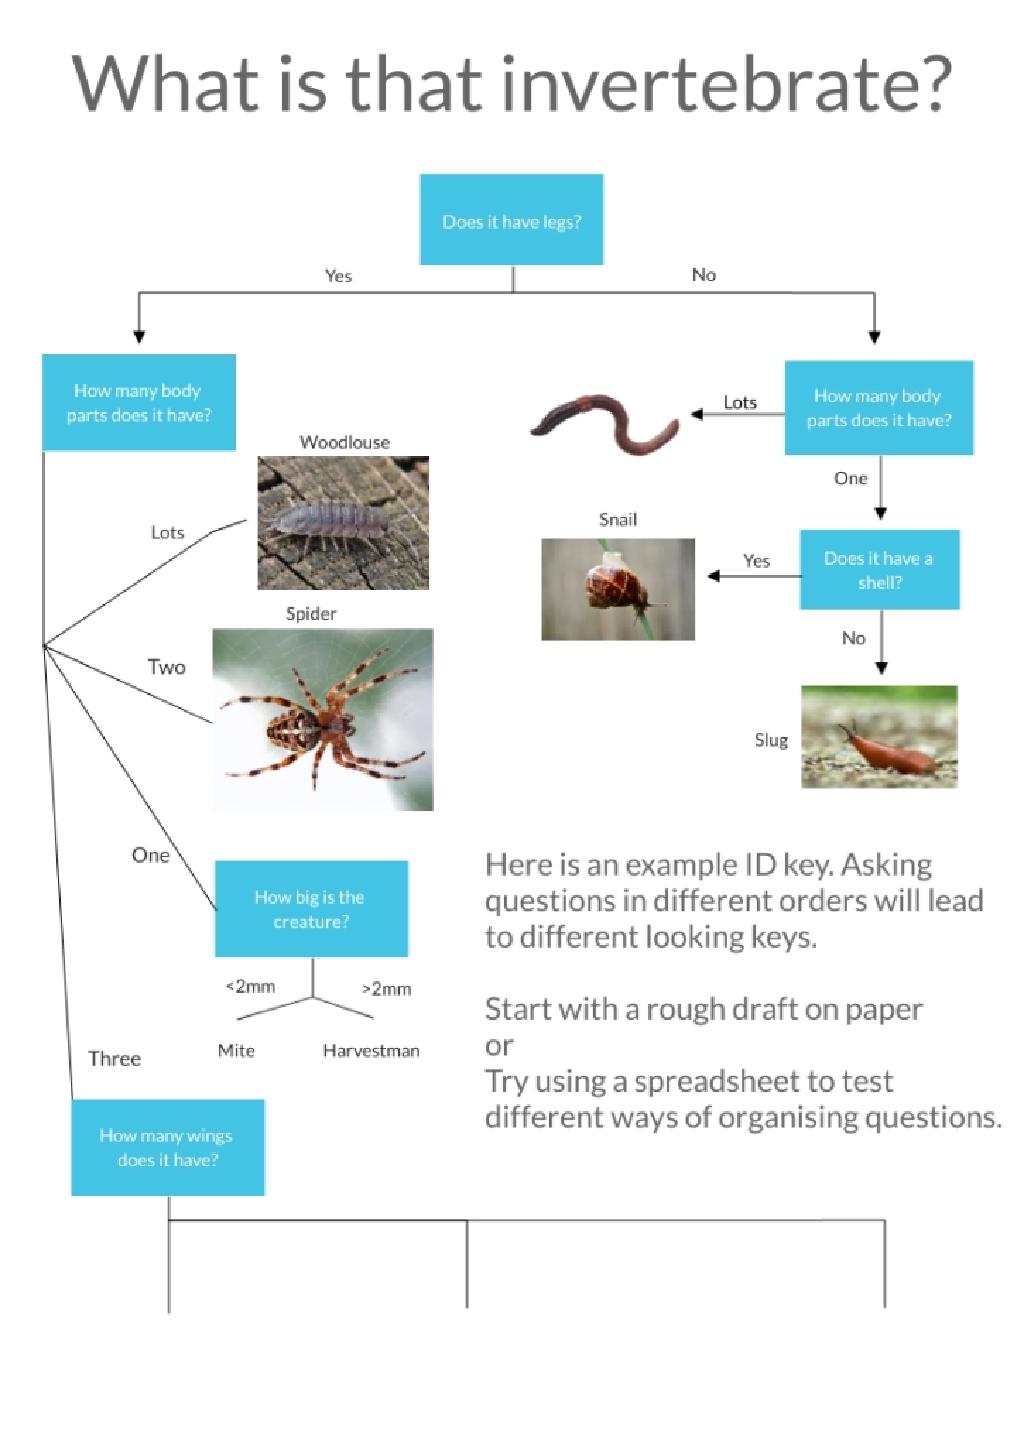 What is that invertebrate?
Does it have legs?
Yes
No
How many body
parts does it have?
How many body
parts does it have?
Lots
Woodlouse
One
Lots
Snail
Does it have a
shell?
Yes
Spider
No
Two
Slug
One
How big is the
creature?
<2mm
>2mm
Mite
Harvestman
Three
How many wings
does it have?
Here is an example ID key. Asking
questions in different orders will lead
to different looking keys.
Start with a rough draft on paper
or
Try using a spreadsheet to test
different ways of organising questions.